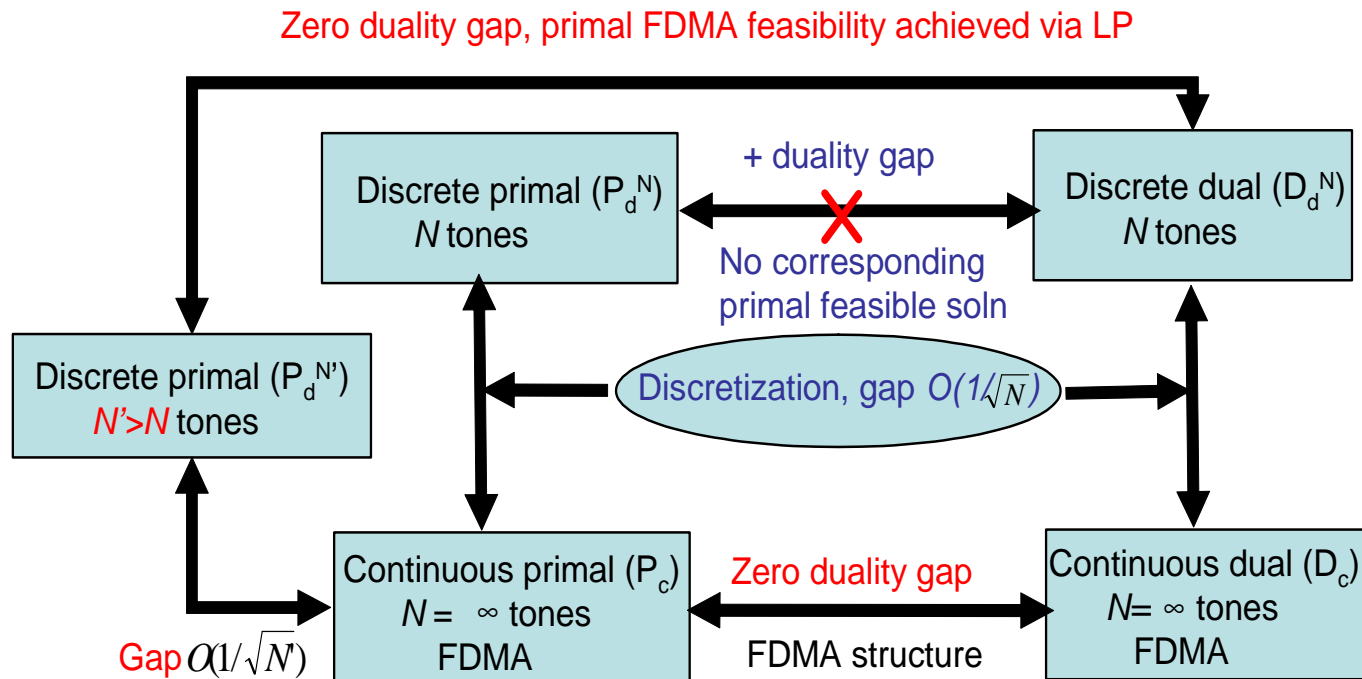 Zero duality gap, primal FDMA feasibility achieved via LP
Discrete primal (P_d^N)
N tones
+ duality gap
No corresponding
primal feasible soln
Discrete dual (D_d^N)
N tones
Discrete primal (P_d^N')
N'>N tones
Discretization, gap O(1/√N)
Continuous primal (P_c)
N = ∞ tones
FDMA
Zero duality gap
FDMA structure
Continuous dual (D_c)
N= ∞ tones
FDMA
Gap O(1/√N')